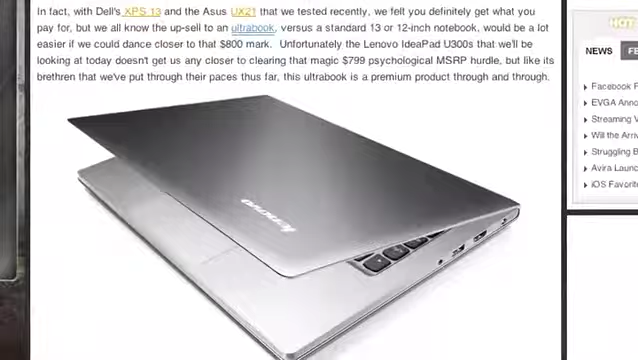 In fact, with Dell's XPS 13 and the Asus UX21 that we tested recently, we felt you definitely get what you
pay for, but we all know the up-sell to an ultrabook, versus a standard 13 or 12-inch notebook, would be a lot
easier if we could dance closer to that $800 mark. Unfortunately the Lenovo IdeaPad U300s that we'll be
looking at today doesn't get us any closer to clearing that magic $799 psychological MSRP hurdle, but like its
brethren that we've put through their paces thus far, this ultrabook is a premium product through and through.
lenovo
HOT
NEWS FE
Facebook F
EVGA Anno
Streaming V
Will the Arriv
Struggling B
Avira Launc
iOS Favorite